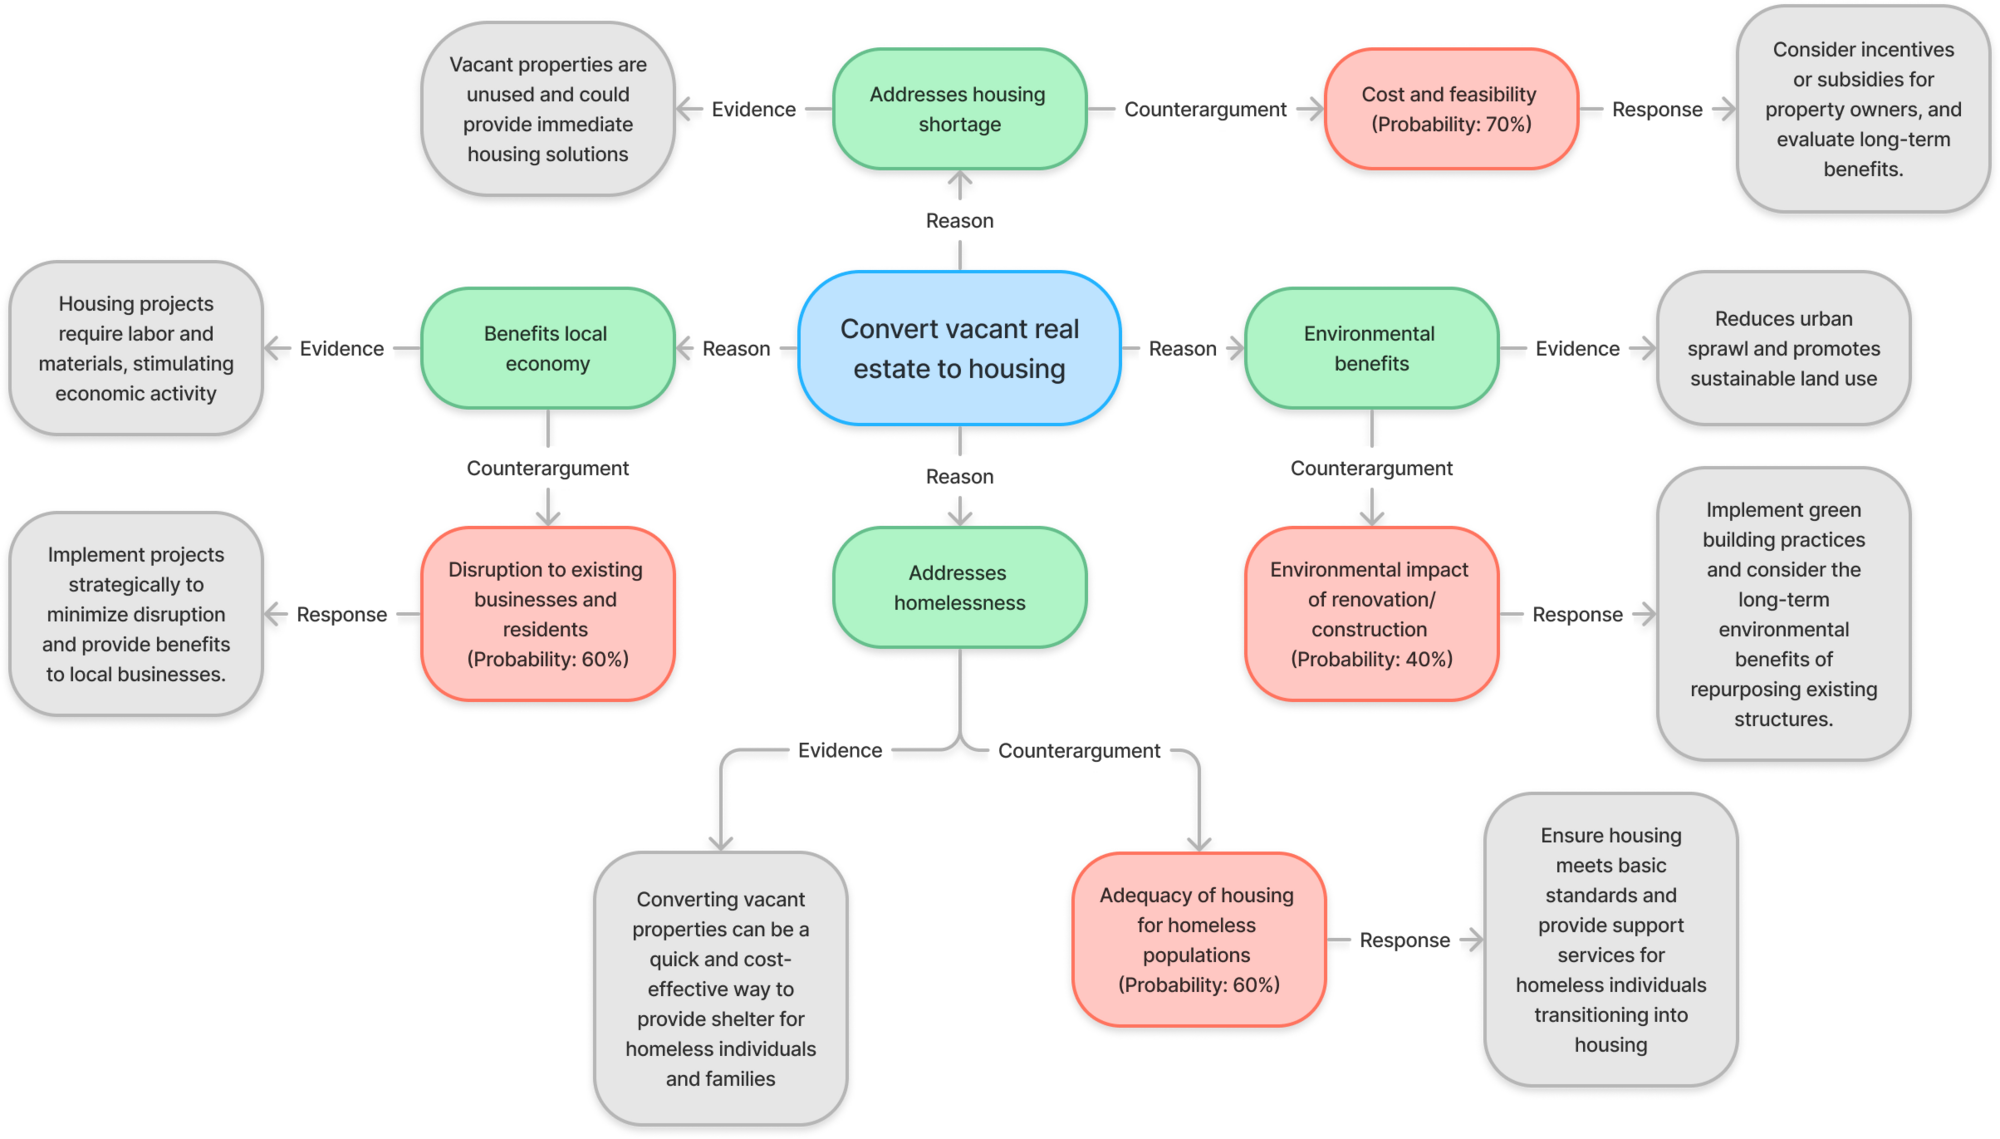 Vacant properties are
unused and could
provide immediate
housing solutions
Evidence
Addresses housing
shortage
Counterargument
Cost and feasibility
(Probability: 70%)
Response
Consider incentives
or subsidies for
property owners, and
evaluate long-term
benefits.
Reason
Housing projects
require labor and
materials, stimulating
economic activity
Evidence
Benefits local
economy
Reason
Convert vacant real
estate to housing
Reason
Environmental
benefits
Evidence
Reduces urban
sprawl and promotes
sustainable land use
Counterargument
Reason
Counterargument
Implement projects
strategically to
minimize disruption
and provide benefits
to local businesses.
Response
Disruption to existing
businesses and
residents
(Probability: 60%)
Addresses
homelessness
Environmental impact
of renovation/
construction
(Probability: 40%)
Response
Implement green
building practices
and consider the
long-term
environmental
benefits of
repurposing existing
structures.
Evidence
Counterargument
Converting vacant
properties can be a
quick and cost-
effective way to
provide shelter for
homeless individuals
and families
Adequacy of housing
for homeless
populations
(Probability: 60%)
Response
Ensure housing
meets basic
standards and
provide support
services for
homeless individuals
transitioning into
housing